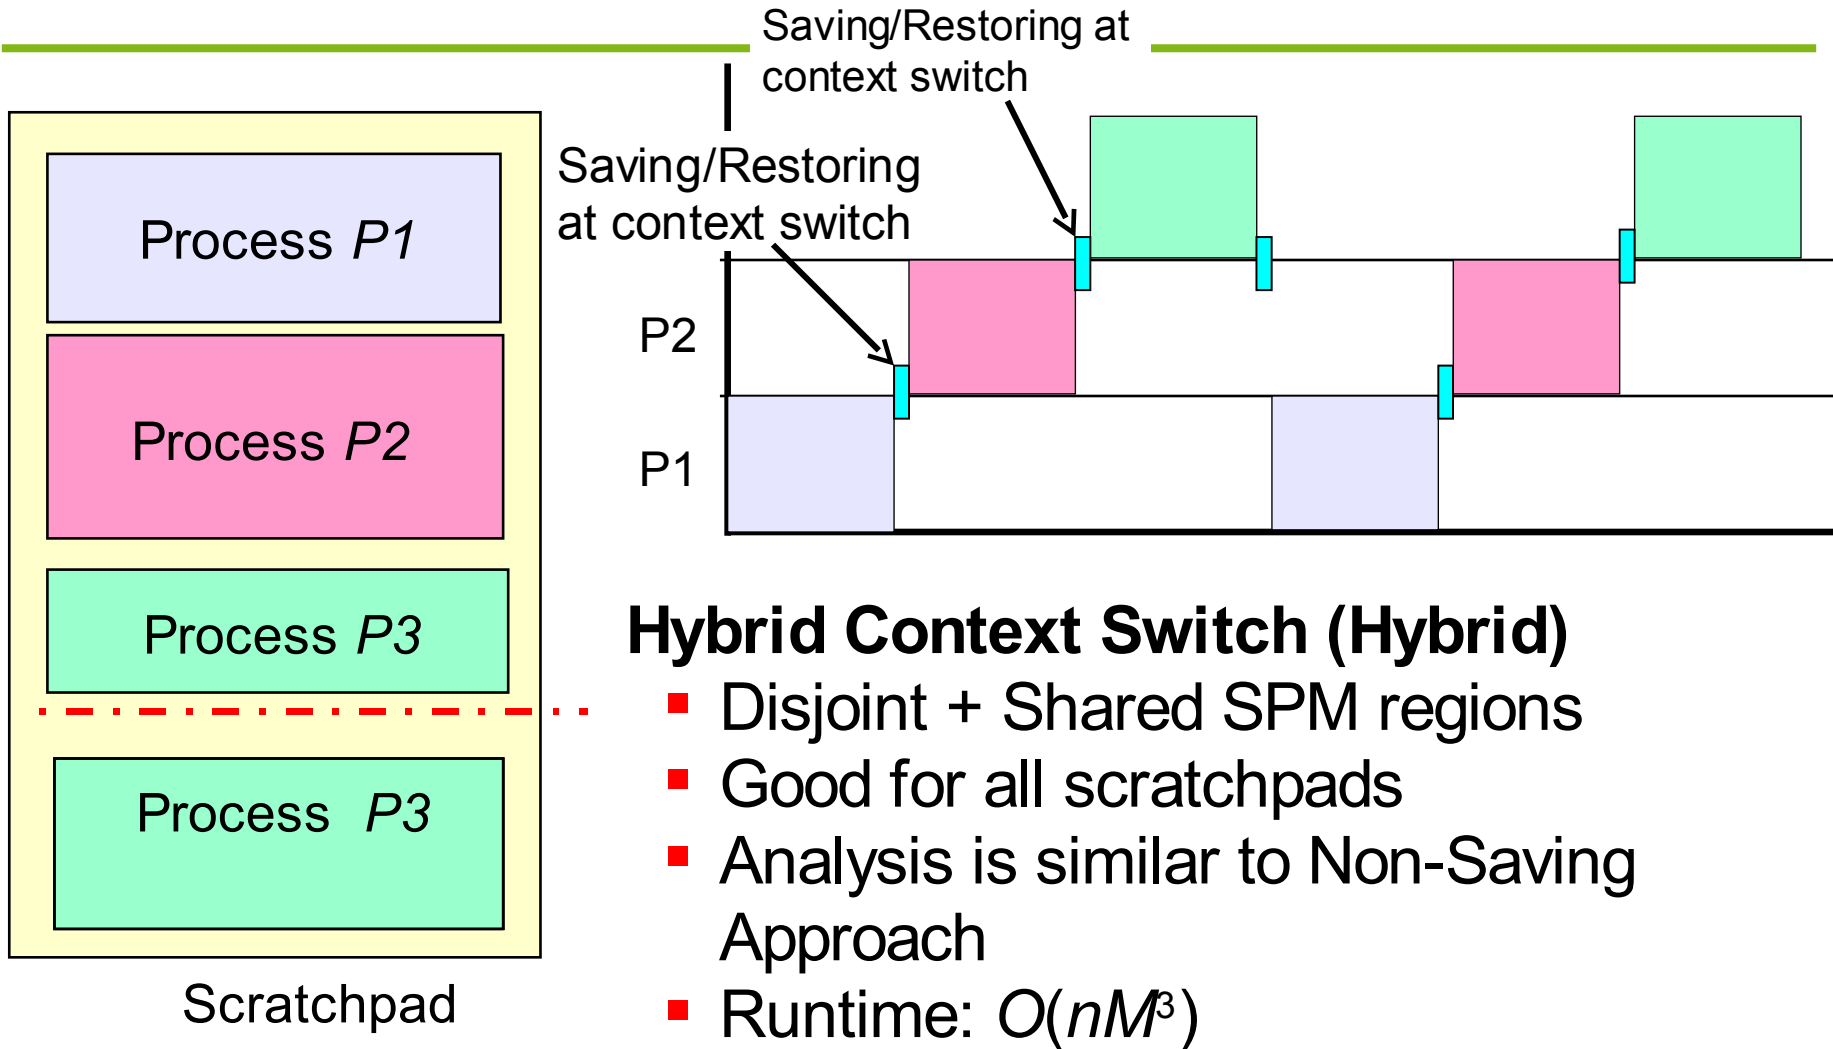 Saving/Restoring at
context switch
Saving/Restoring
at context switch
Process P1
Process P2
Process P3
Process P3
Scratchpad
P2
P1
Hybrid Context Switch (Hybrid)
Disjoint + Shared SPM regions
Good for all scratchpads
Analysis is similar to Non-Saving
Approach
Runtime: O(nM³)